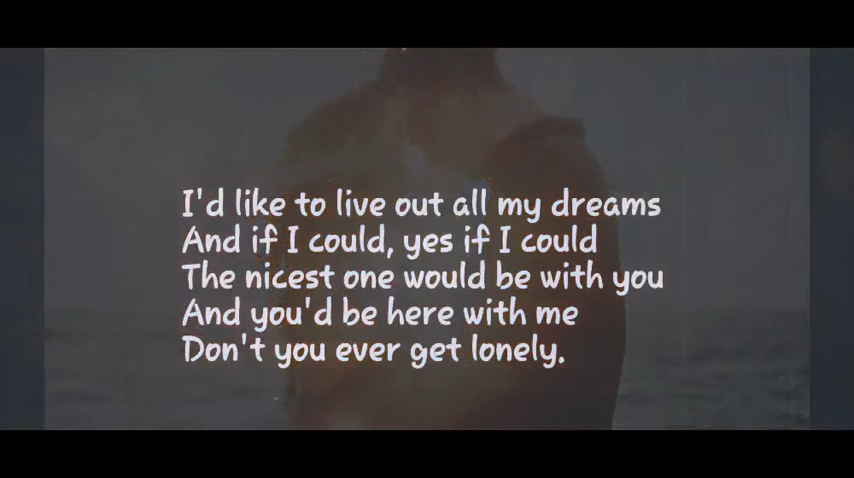 I'd like to live out all my dreams
And if I could, yes if I could
The nicest one would be with you
And you'd be here with me
Don't you ever get lonely.